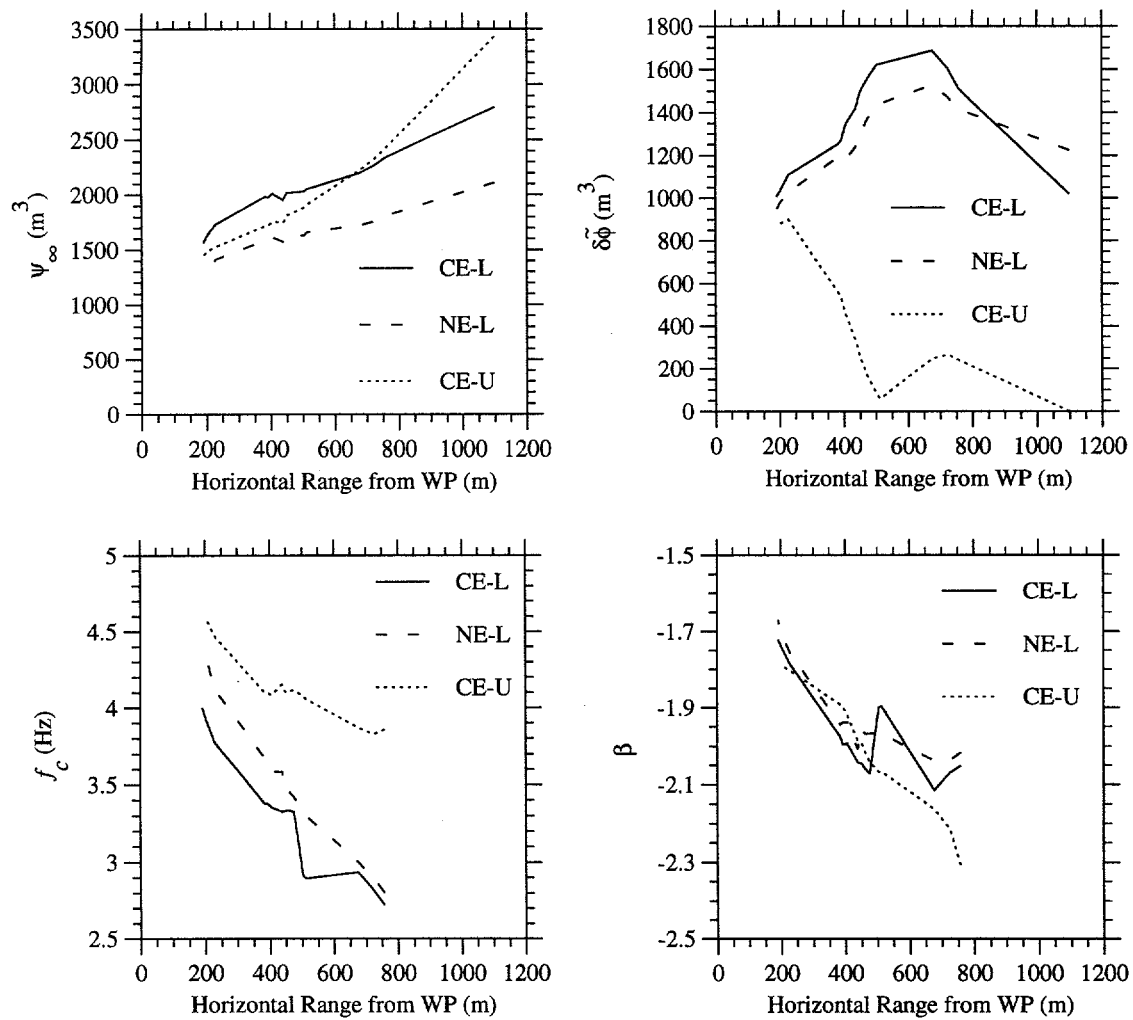 3500
3000
2500
2000
1500
1000
500
0
ψ∞ (m³)
CE-L
NE-L
CE-U
0 200 400 600 800 1000 1200
Horizontal Range from WP (m)
1800
1600
1400
1200
1000
800
600
400
200
0
δφ̃ (m³)
CE-L
NE-L
CE-U
0 200 400 600 800 1000 1200
Horizontal Range from WP (m)
5
4.5
4
3.5
3
2.5
f_c (Hz)
CE-L
NE-L
CE-U
0 200 400 600 800 1000 1200
Horizontal Range from WP (m)
-1.5
-1.7
-1.9
-2.1
-2.3
-2.5
β
CE-L
NE-L
CE-U
0 200 400 600 800 1000 1200
Horizontal Range from WP (m)